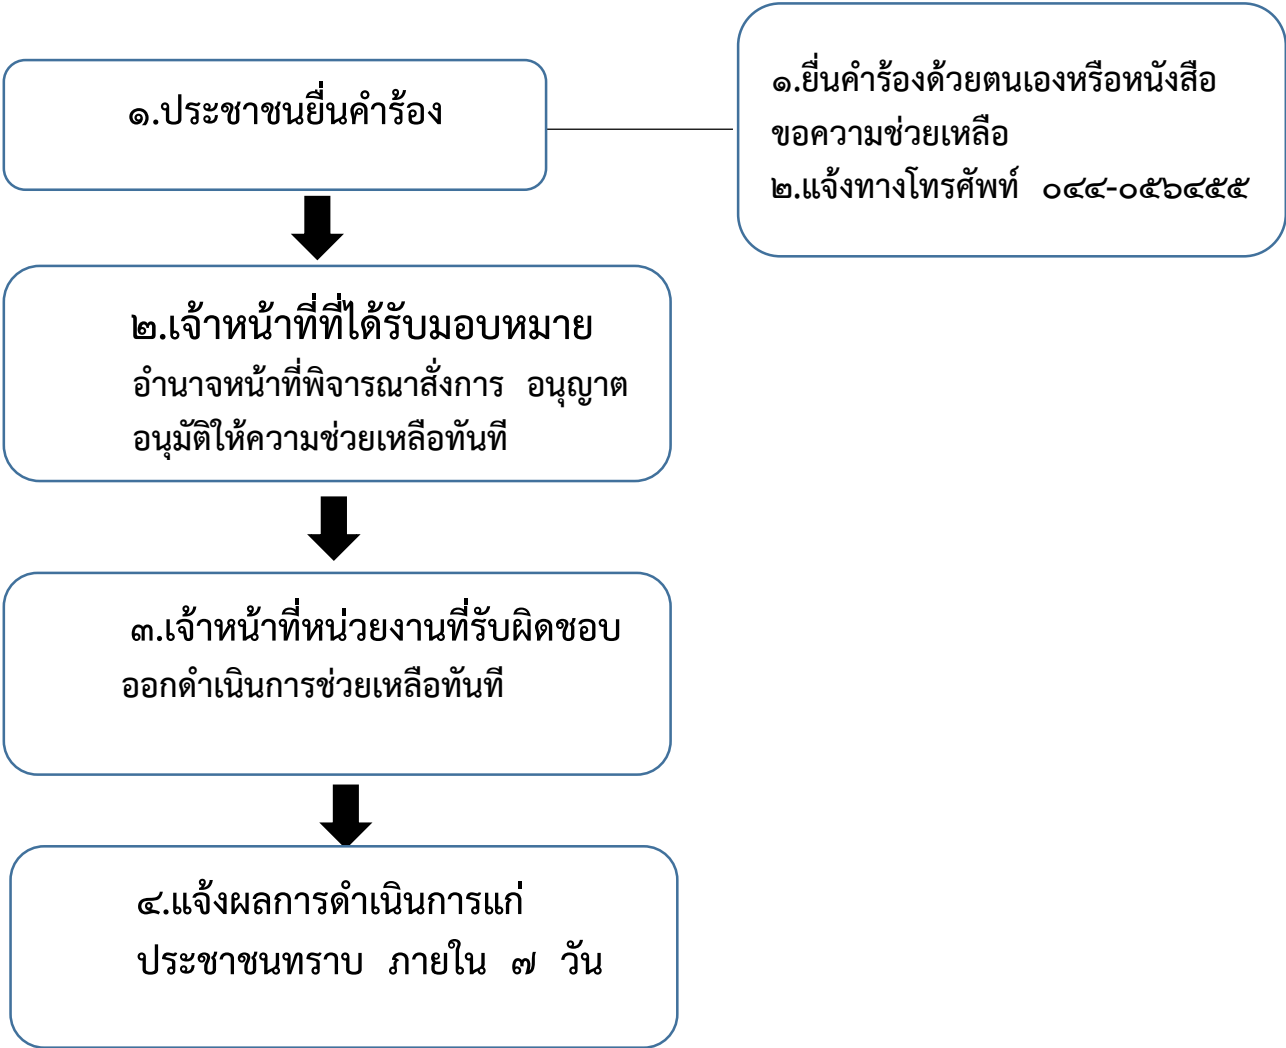 ๑.ประชาชนยื่นคำร้อง
๑.ยื่นคำร้องด้วยตนเองหรือหนังสือ
ขอความช่วยเหลือ
๒.แจ้งทางโทรศัพท์ ๐๔๔-๐๕๖๔๕๕
๒.เจ้าหน้าที่ที่ได้รับมอบหมาย
อำนาจหน้าที่พิจารณาสั่งการ อนุญาต
อนุมัติให้ความช่วยเหลือทันที
๓.เจ้าหน้าที่หน่วยงานที่รับผิดชอบ
ออกดำเนินการช่วยเหลือทันที
๔.แจ้งผลการดำเนินการแก่
ประชาชนทราบ ภายใน ๗ วัน